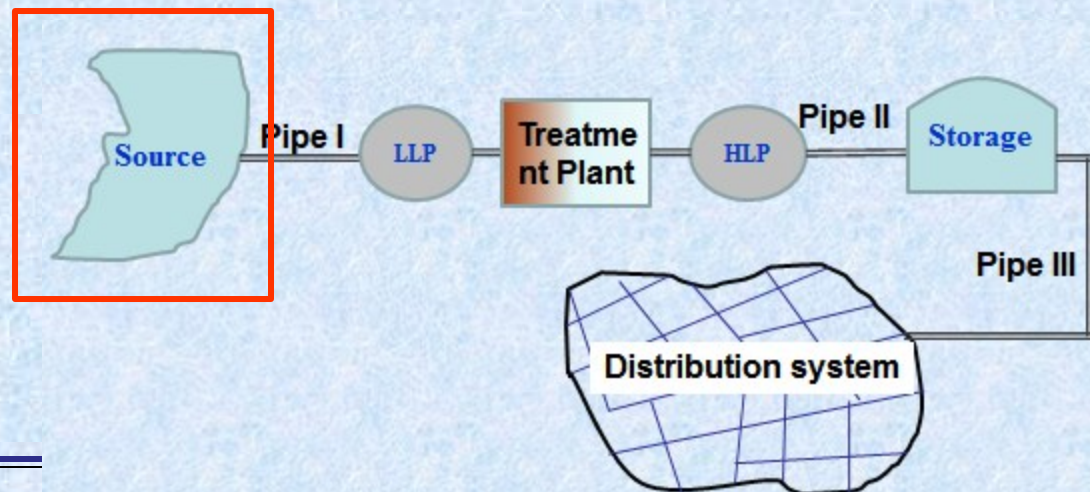 Source
Pipe I
LLP
Treatme
nt Plant
HLP
Pipe II
Storage
Pipe III
Distribution system